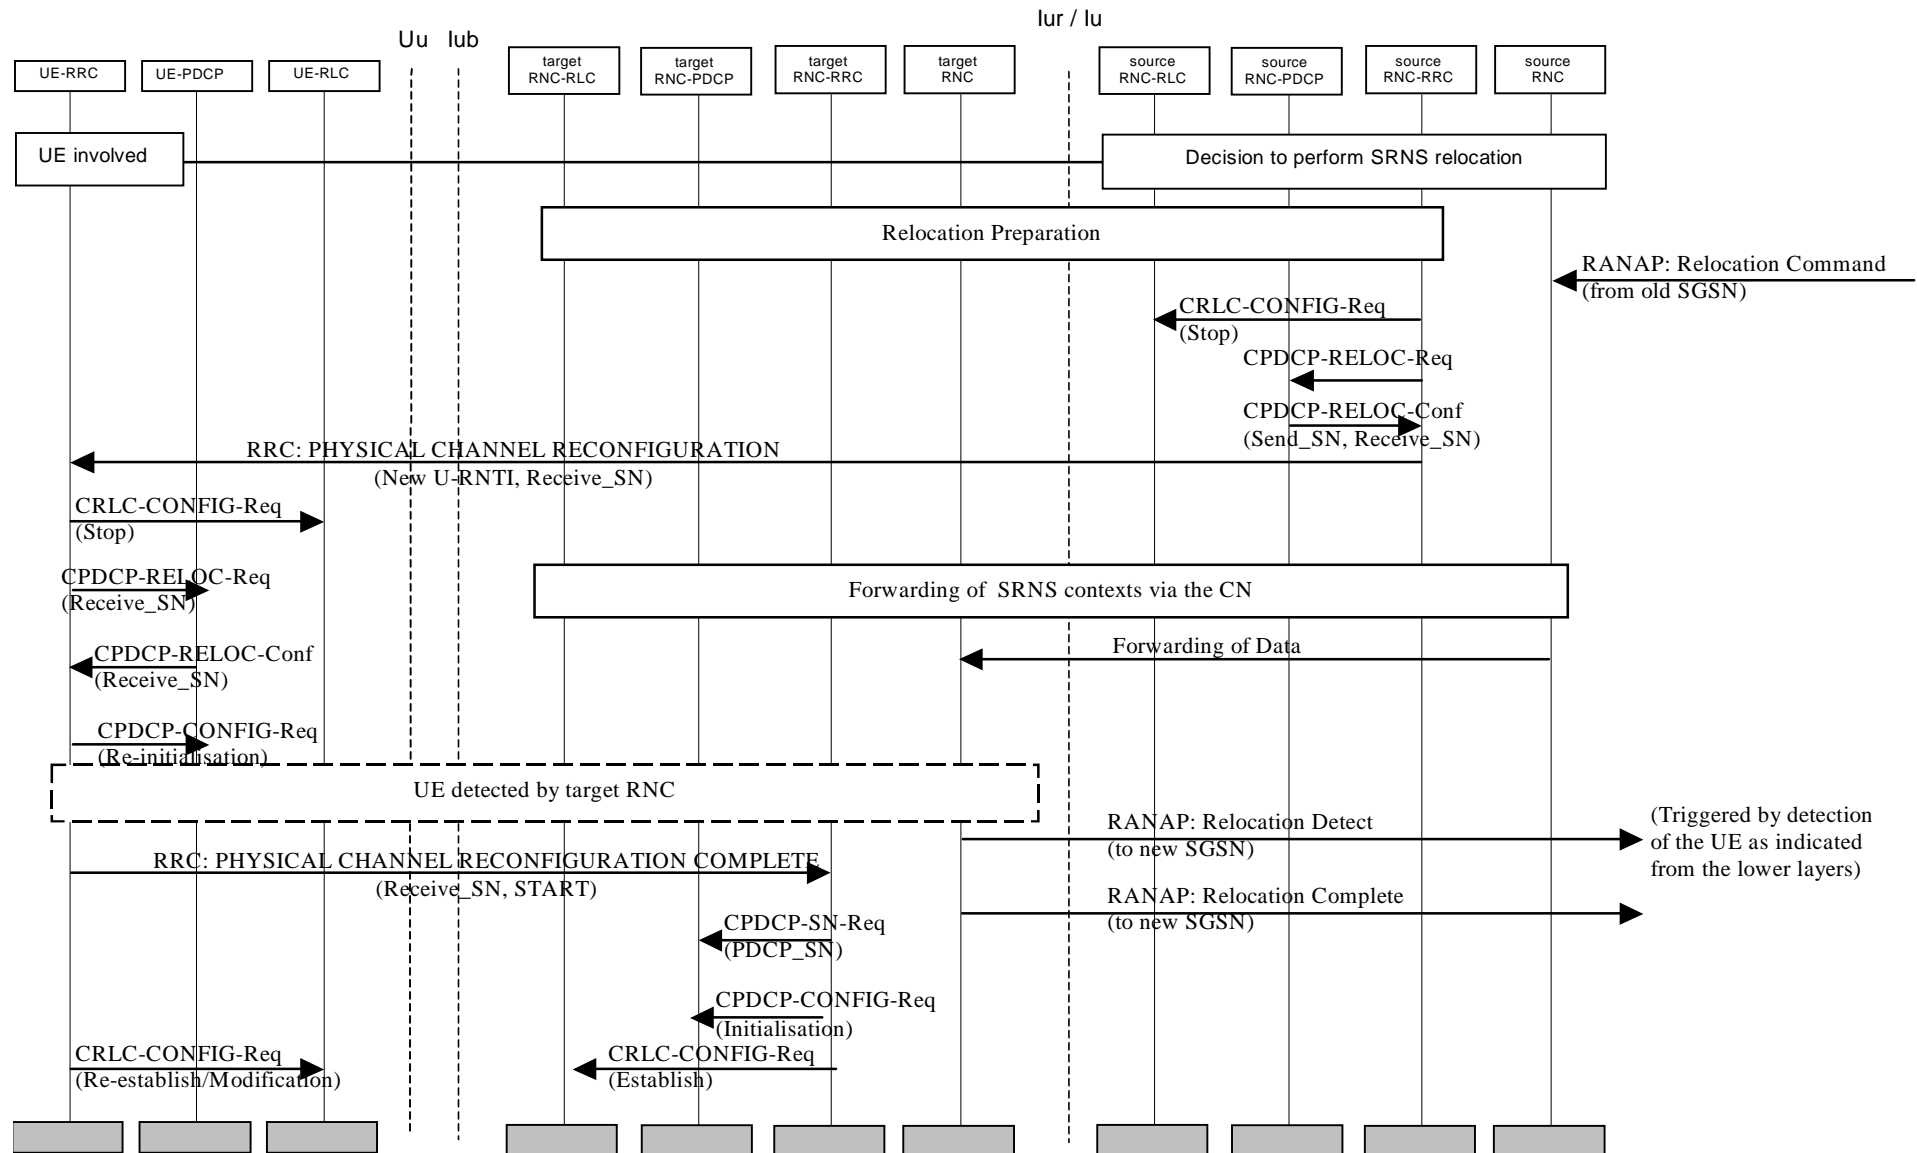 Iur / Iu
Uu Iub
UE-RRC
UE-PDCP
UE-RLC
target
RNC-RLC
target
RNC-PDCP
target
RNC-RRC
target
RNC
source
RNC-RLC
source
RNC-PDCP
source
RNC-RRC
source
RNC
UE involved
Decision to perform SRNS relocation
Relocation Preparation
RANAP: Relocation Command
(from old SGSN)
CRLC-CONFIG-Req
(Stop)
CPDCP-RELOC-Req
CPDCP-RELOC-Conf
(Send_SN, Receive_SN)
RRC: PHYSICAL CHANNEL RECONFIGURATION
(New U-RNTI, Receive_SN)
CRLC-CONFIG-Req
(Stop)
CPDCP-RELOC-Req
(Receive_SN)
Forwarding of SRNS contexts via the CN
Forwarding of Data
CPDCP-RELOC-Conf
(Receive_SN)
CPDCP-CONFIG-Req
(Re-initialisation)
UE detected by target RNC
RANAP: Relocation Detect
(to new SGSN)
(Triggered by detection
of the UE as indicated
from the lower layers)
RRC: PHYSICAL CHANNEL RECONFIGURATION COMPLETE
(Receive_SN, START)
RANAP: Relocation Complete
(to new SGSN)
CPDCP-SN-Req
(PDCP_SN)
CPDCP-CONFIG-Req
(Initialisation)
CRLC-CONFIG-Req
(Re-establish/Modification)
CRLC-CONFIG-Req
(Establish)